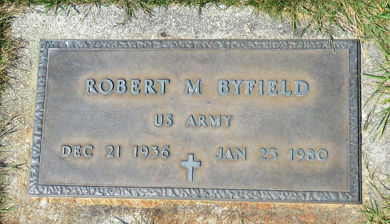 ROBERT M BYFIELD
US ARMY
DEC 21 1936 JAN 23 1980